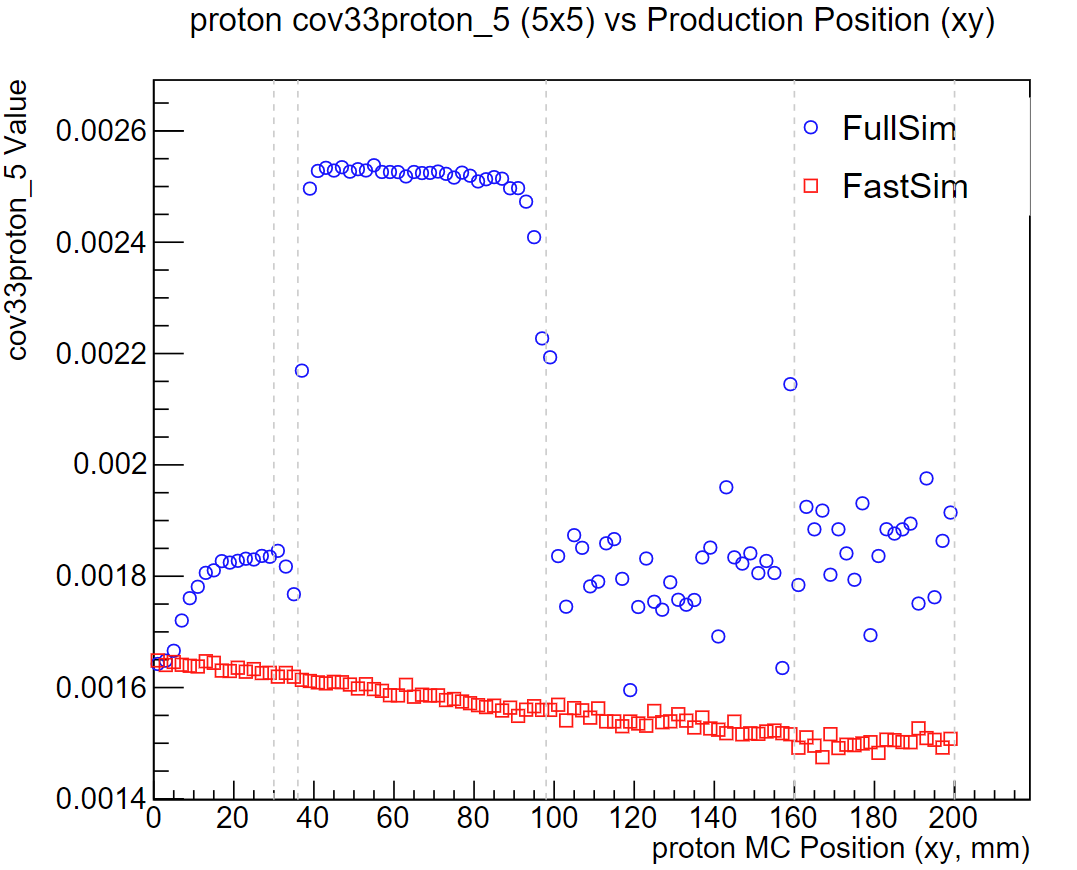 proton cov33proton_5 (5x5) vs Production Position (xy)
cov33proton_5 Value
FullSim
FastSim
0.0026
0.0024
0.0022
0.002
0.0018
0.0016
0.0014
0 20 40 60 80 100 120 140 160 180 200
proton MC Position (xy, mm)